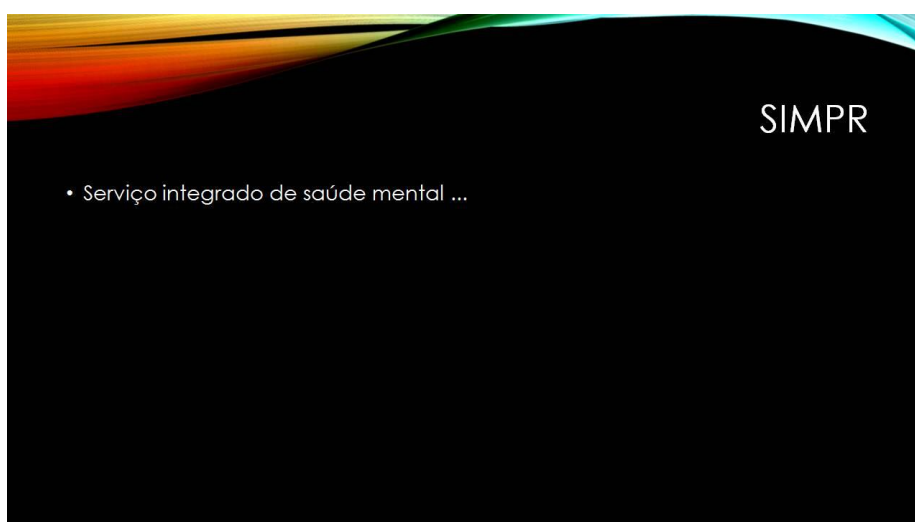 SIMPR
• Serviço integrado de saúde mental ...